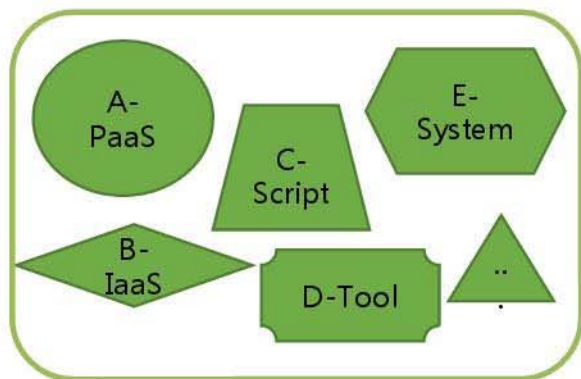 A-
PaaS
E-
System
C-
Script
B-
IaaS
D-Tool
..
.